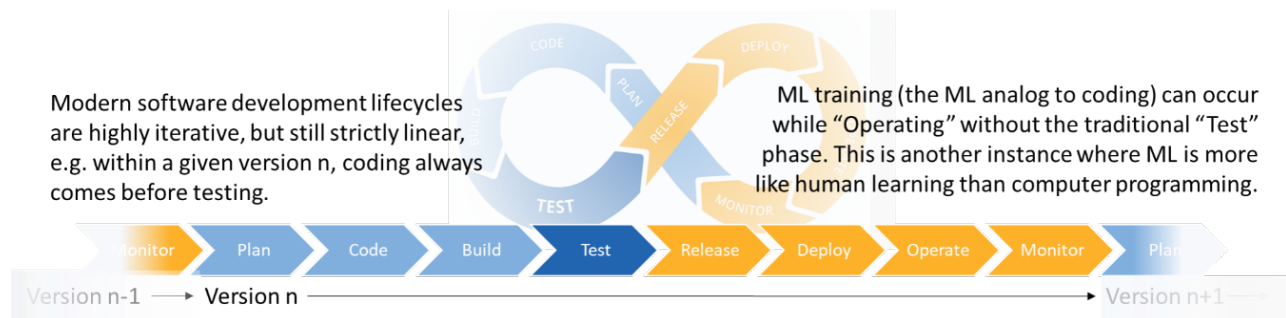 CODE
DEPLOY
PLAN
RELEASE
BUILD
TEST
MONITOR
Modern software development lifecycles
are highly iterative, but still strictly linear,
e.g. within a given version n, coding always
comes before testing.
ML training (the ML analog to coding) can occur
while “Operating” without the traditional “Test”
phase. This is another instance where ML is more
like human learning than computer programming.
Monitor
Plan
Code
Build
Test
Release
Deploy
Operate
Monitor
Plan
Version n-1
Version n
Version n+1